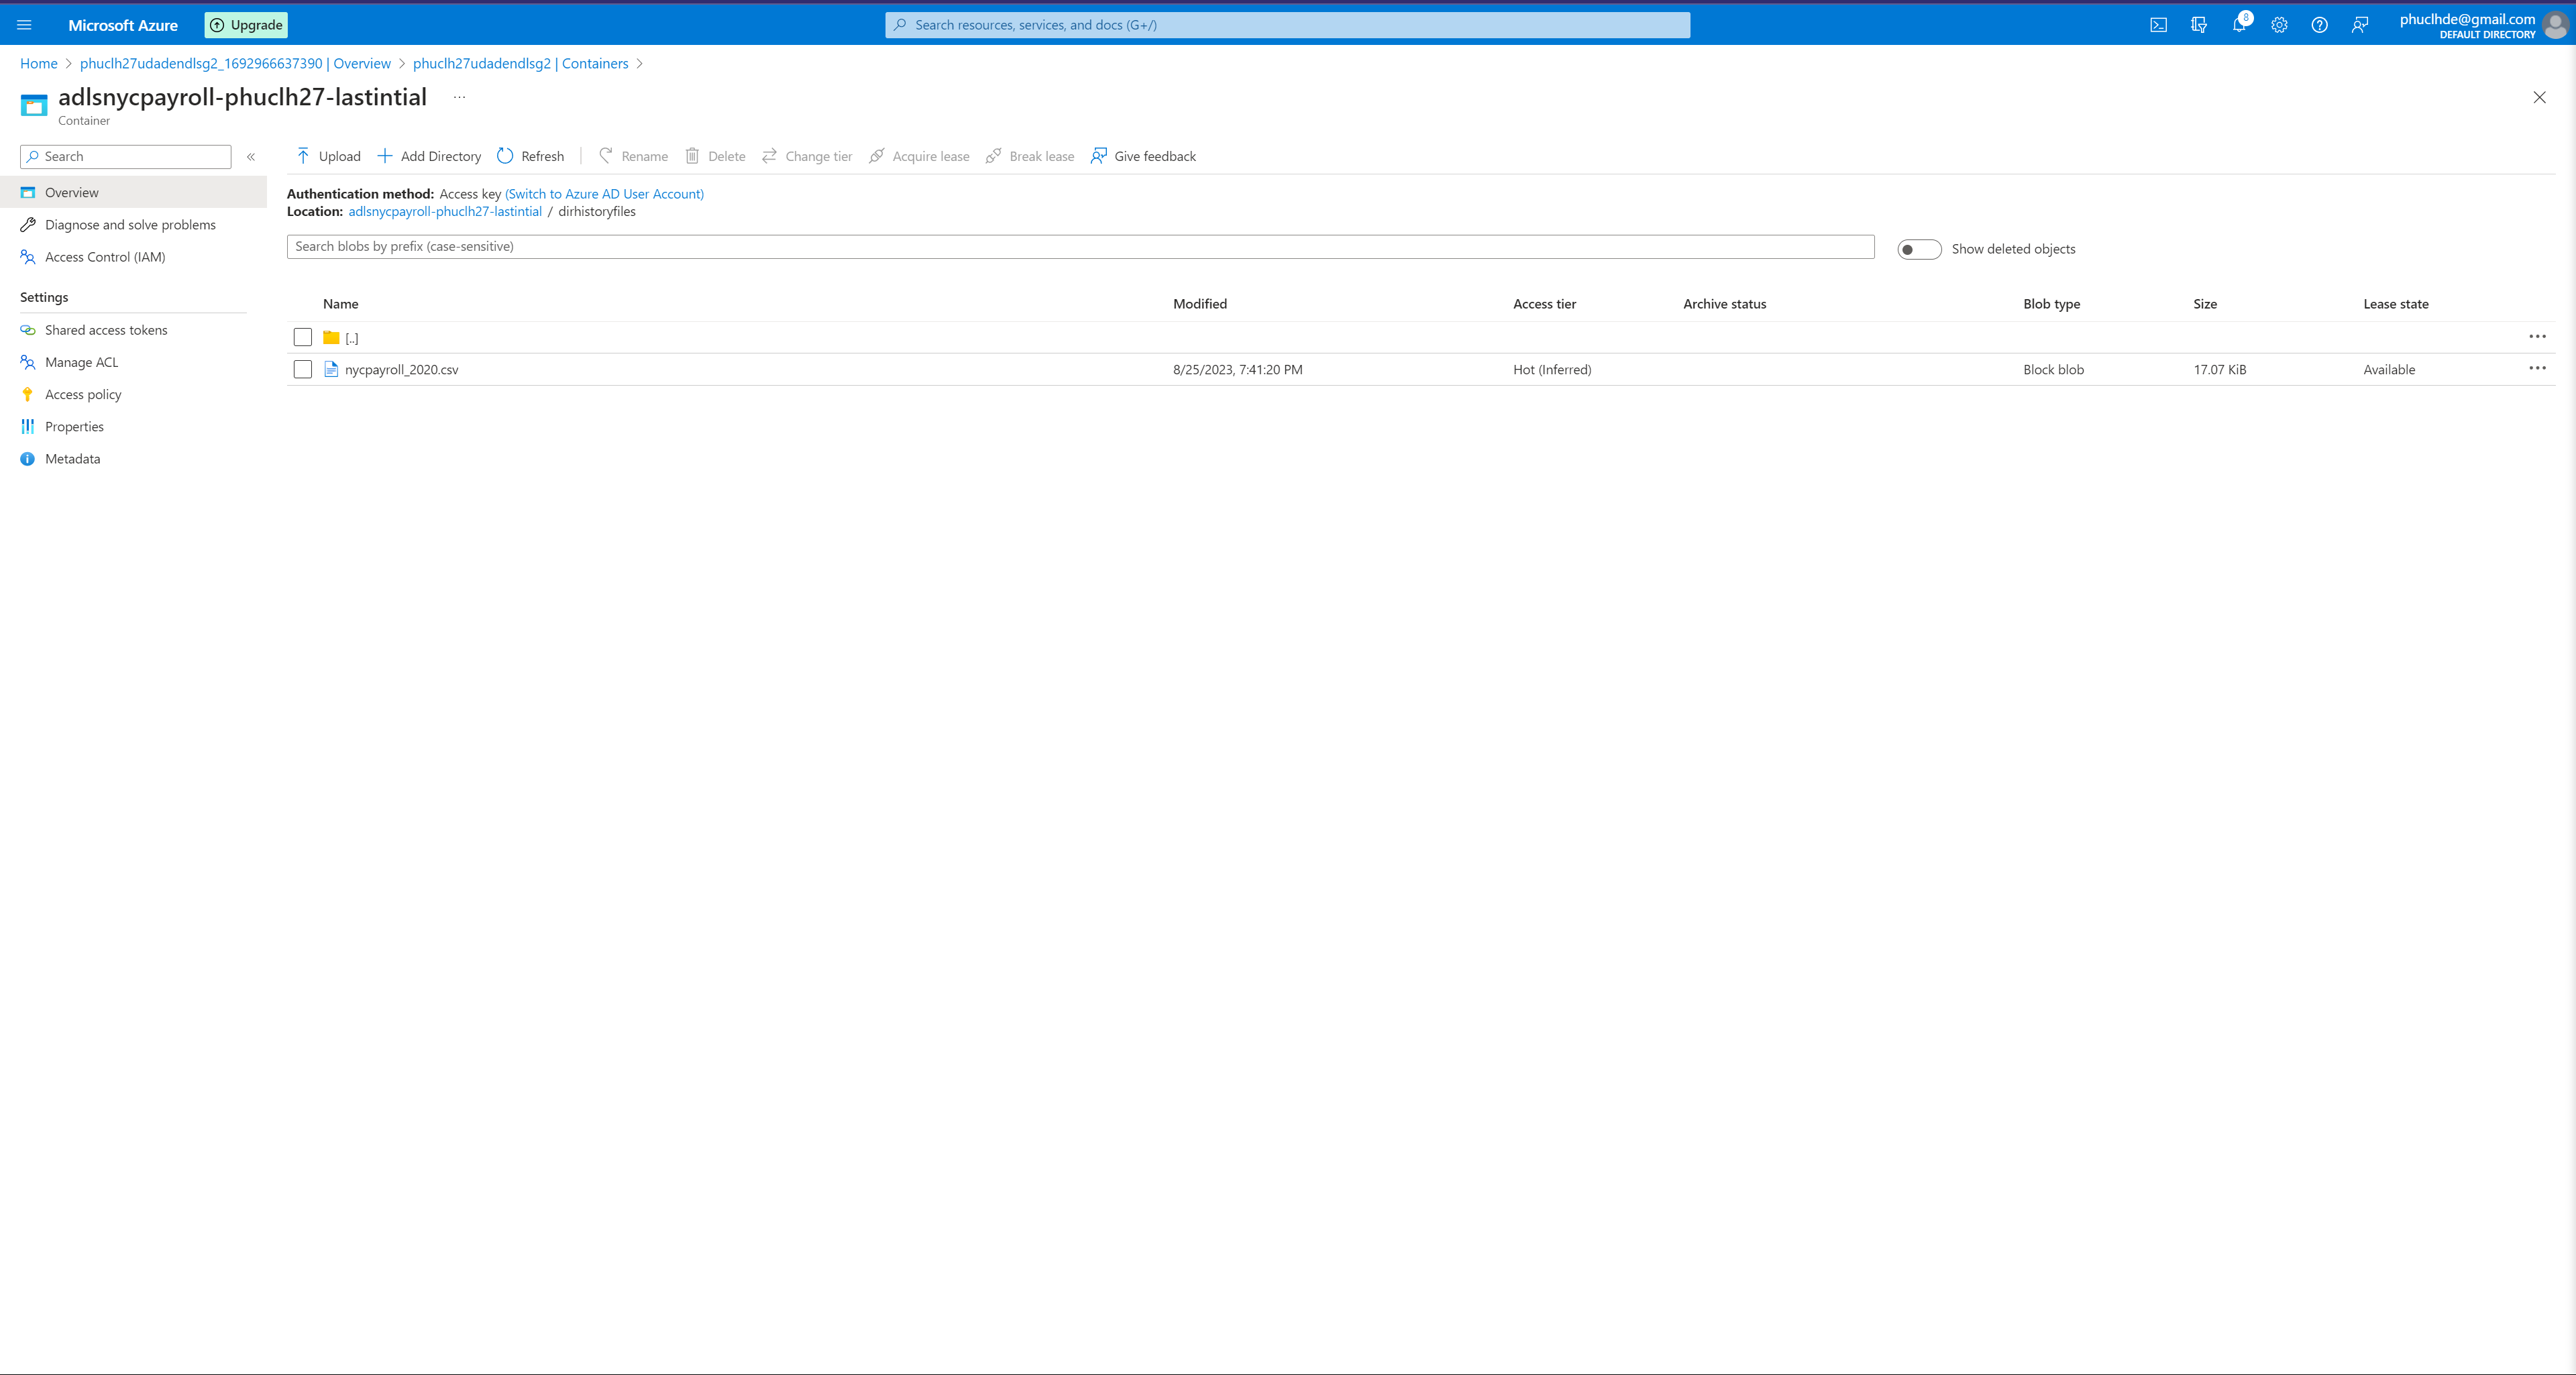 Microsoft Azure Upgrade Search resources, services, and docs (G+/) 8 phuclhde@gmail.com
DEFAULT DIRECTORY
Home > phuclh27udadendlsg2_1692966637390 | Overview > phuclh27udadendlsg2 | Containers >
adlsnycpayroll-phuclh27-lastintial ...
Container
Search «
Upload Add Directory Refresh Rename Delete Change tier Acquire lease Break lease Give feedback
Overview
Diagnose and solve problems
Access Control (IAM)
Settings
Shared access tokens
Manage ACL
Access policy
Properties
Metadata
Authentication method: Access key (Switch to Azure AD User Account)
Location: adlsnycpayroll-phuclh27-lastintial / dirhistoryfiles
Search blobs by prefix (case-sensitive)
Show deleted objects
Name Modified Access tier Archive status Blob type Size Lease state
[..]
nycpayroll_2020.csv 8/25/2023, 7:41:20 PM Hot (Inferred) Block blob 17.07 KiB Available